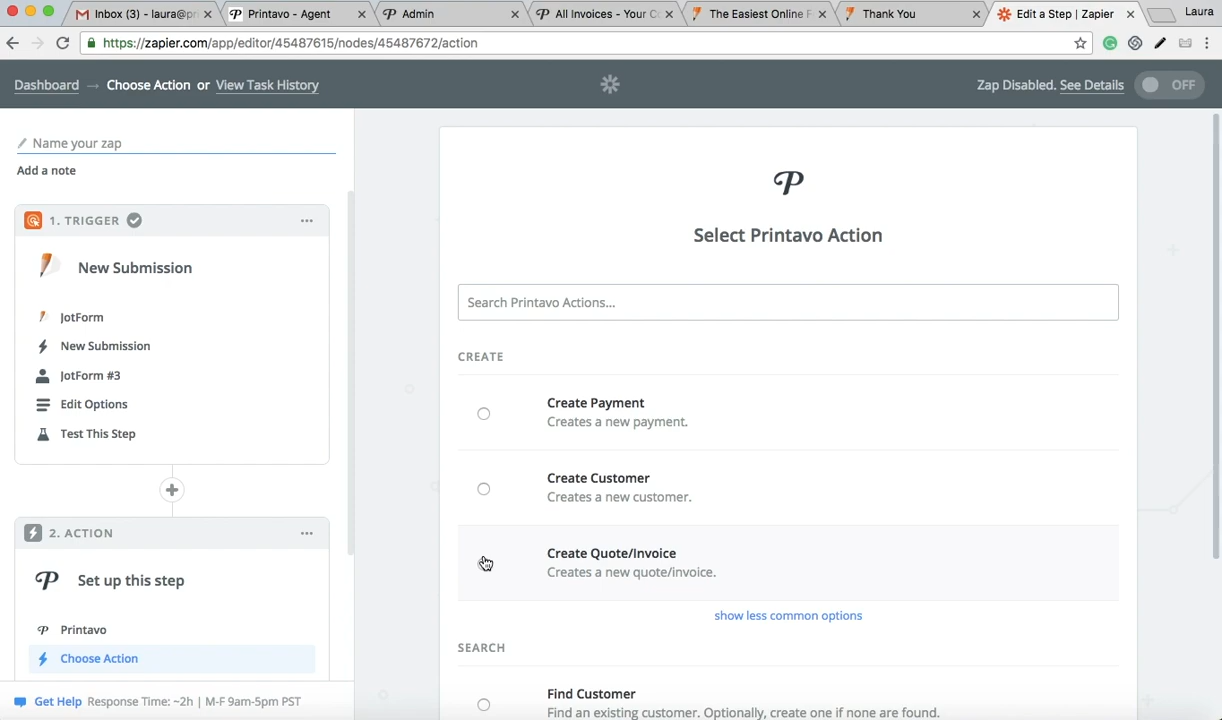 Inbox (3) - laura@pri
Printavo - Agent
Admin
All Invoices - Your Co
The Easiest Online F
Thank You
Edit a Step | Zapier
Laura
https://zapier.com/app/editor/45487615/nodes/45487672/action
Dashboard → Choose Action or View Task History
Zap Disabled. See Details OFF
Name your zap
Add a note
1. TRIGGER
New Submission
JotForm
New Submission
JotForm #3
Edit Options
Test This Step
2. ACTION
Set up this step
Printavo
Choose Action
Get Help Response Time: ~2h | M-F 9am-5pm PST
Select Printavo Action
Search Printavo Actions...
CREATE
Create Payment
Creates a new payment.
Create Customer
Creates a new customer.
Create Quote/Invoice
Creates a new quote/invoice.
show less common options
SEARCH
Find Customer
Find an existing customer. Optionally, create one if none are found.